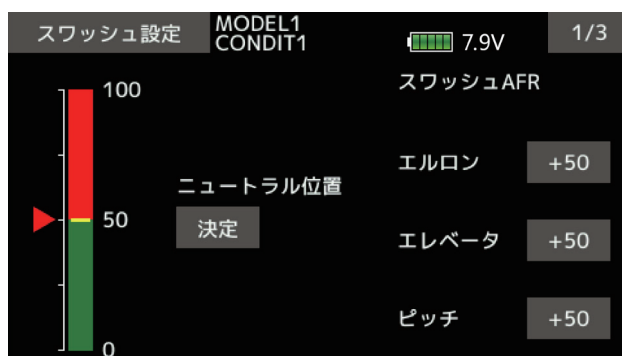 スワッシュ設定
MODEL1
CONDIT1
7.9V
1/3
100
50
0
ニュートラル位置
決定
スワッシュAFR
エルロン +50
エレベータ +50
ピッチ +50